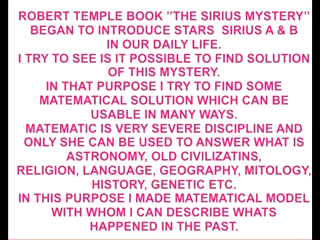 ROBERT TEMPLE BOOK "THE SIRIUS MYSTERY"
BEGAN TO INTRODUCE STARS  SIRIUS A & B
IN OUR DAILY LIFE.
I TRY TO SEE IS IT POSSIBLE TO FIND SOLUTION
OF THIS MYSTERY.
IN THAT PURPOSE I TRY TO FIND SOME
MATEMATICAL SOLUTION WHICH CAN BE
USABLE IN MANY WAYS.
MATEMATIC IS VERY SEVERE DISCIPLINE AND
ONLY SHE CAN BE USED TO ANSWER WHAT IS
ASTRONOMY, OLD CIVILIZATINS,
RELIGION, LANGUAGE, GEOGRAPHY, MITOLOGY,
HISTORY, GENETIC ETC.
IN THIS PURPOSE I MADE MATEMATICAL MODEL
WITH WHOM I CAN DESCRIBE WHATS
HAPPENED IN THE PAST.